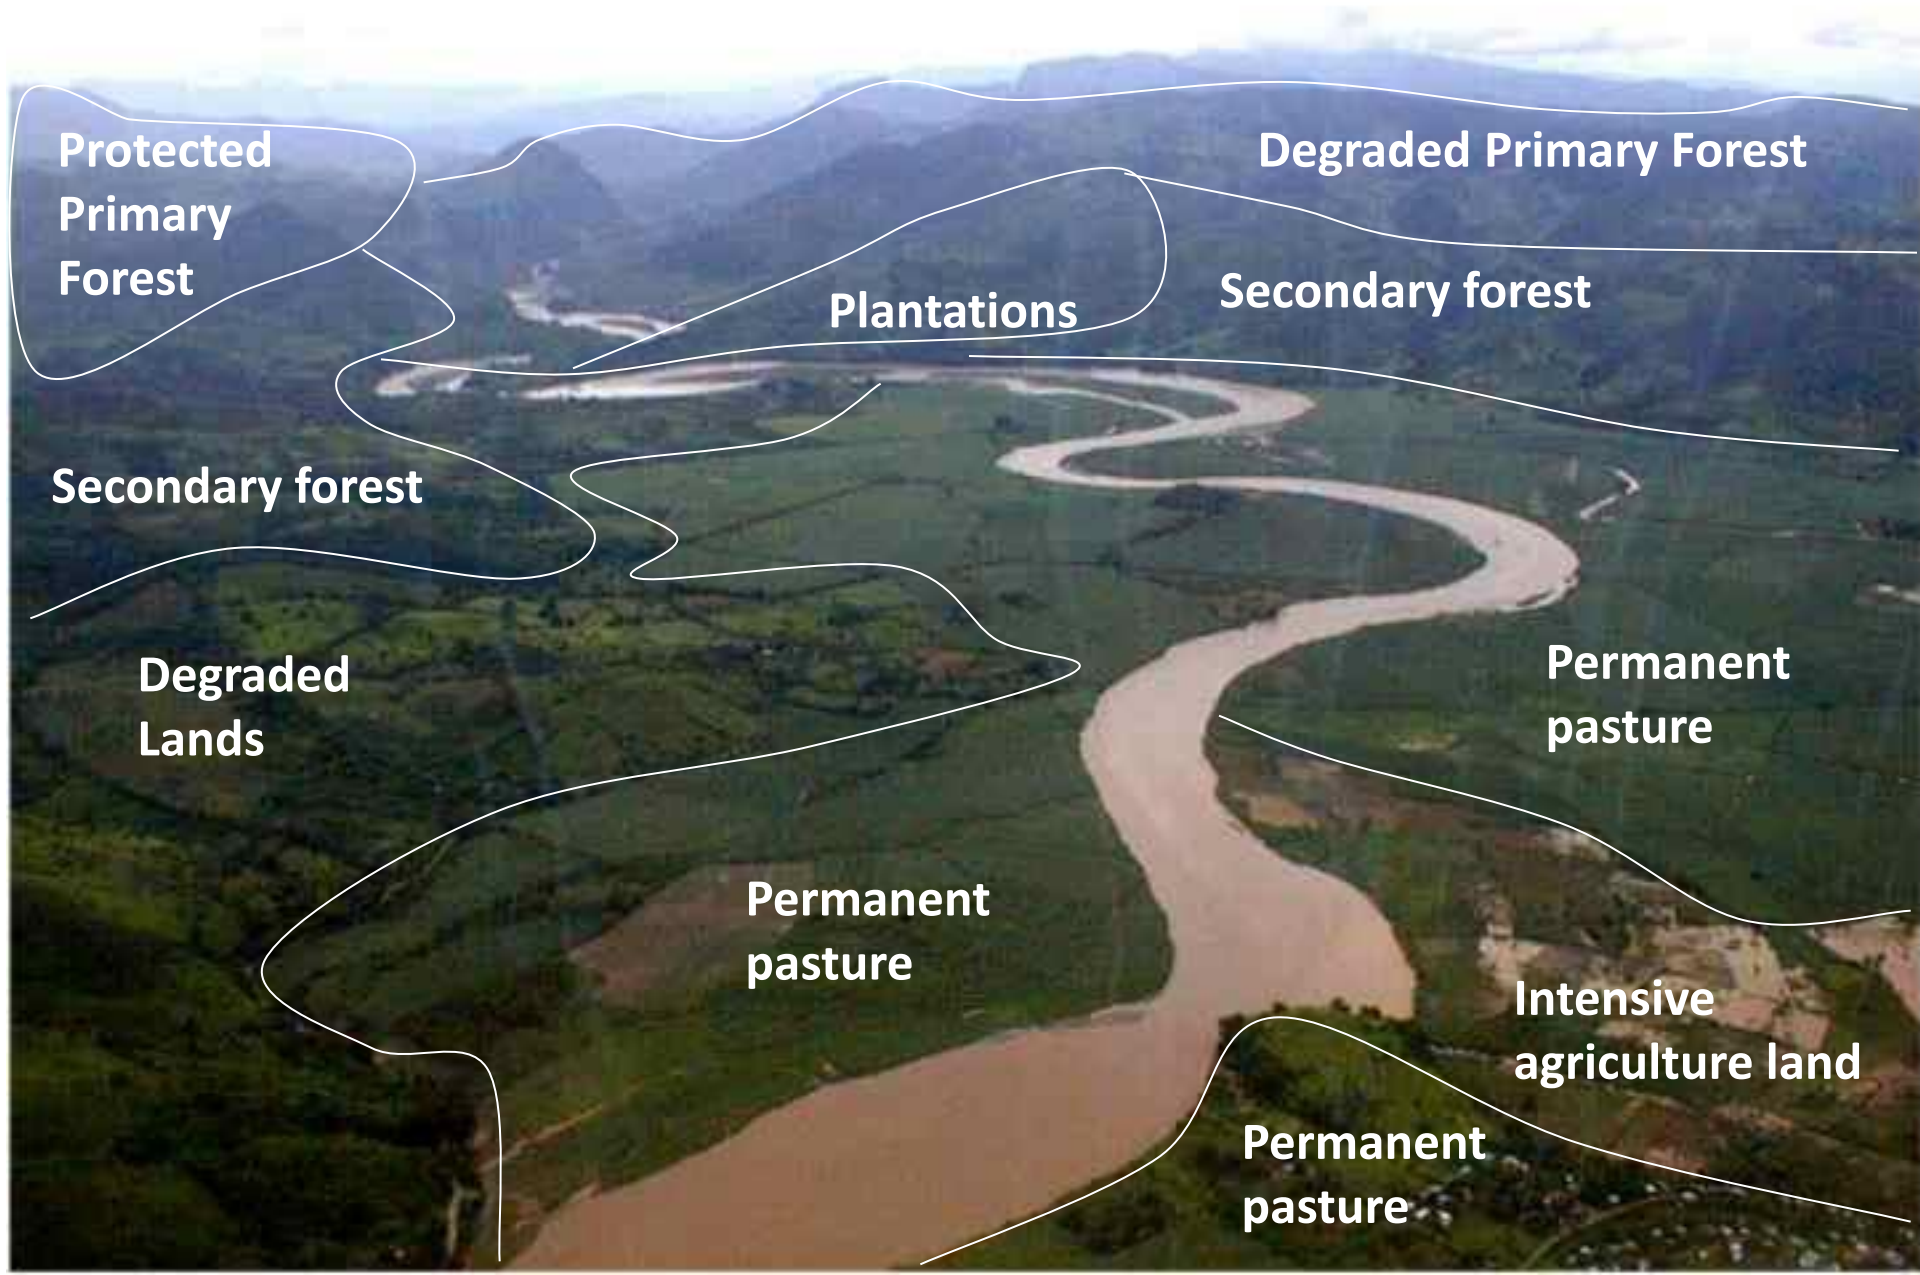 Protected
Primary
Forest
Degraded Primary Forest
Plantations
Secondary forest
Secondary forest
Degraded
Lands
Permanent
pasture
Permanent
pasture
Intensive
agriculture land
Permanent
pasture